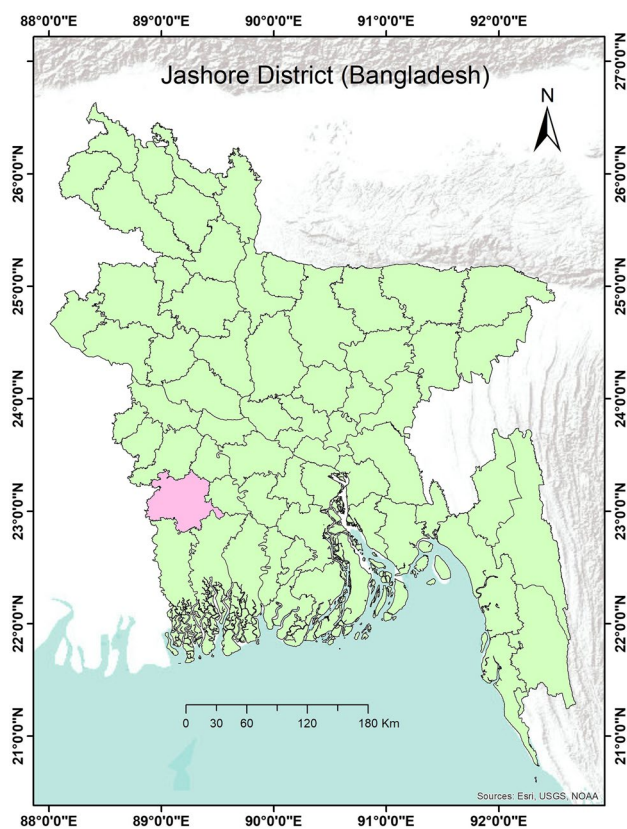 88°0'0"E 89°0'0"E 90°0'0"E 91°0'0"E 92°0'0"E
Jashore District (Bangladesh)
N
27°0'0"N
26°0'0"N 26°0'0"N
25°0'0"N 25°0'0"N
24°0'0"N 24°0'0"N
23°0'0"N 23°0'0"N
22°0'0"N 22°0'0"N
0 30 60 120 180 Km
21°0'0"N 21°0'0"N
Sources: Esri, USGS, NOAA
88°0'0"E 89°0'0"E 90°0'0"E 91°0'0"E 92°0'0"E